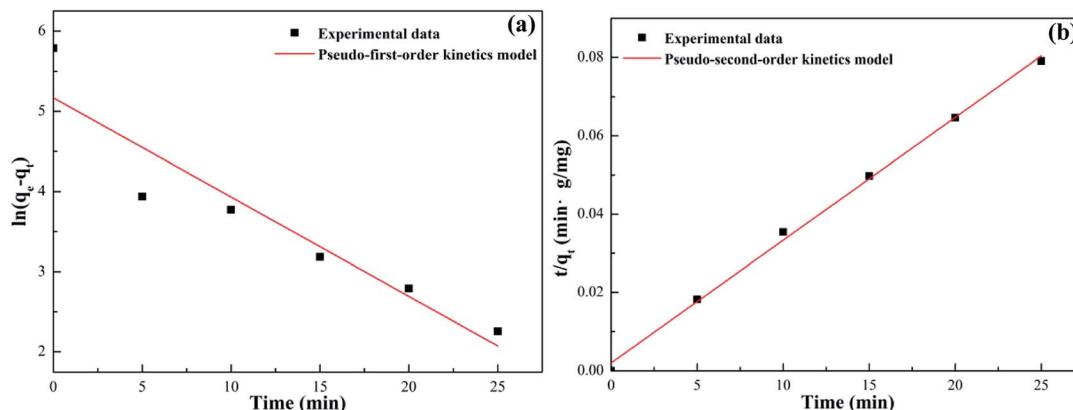 (a)
Experimental data
Pseudo-first-order kinetics model
6
5
4
3
2
ln(qₑ-qₜ)
0 5 10 15 20 25
Time (min)
(b)
Experimental data
Pseudo-second-order kinetics model
0.08
0.06
0.04
0.02
0.00
t/qₜ (min· g/mg)
0 5 10 15 20 25
Time (min)